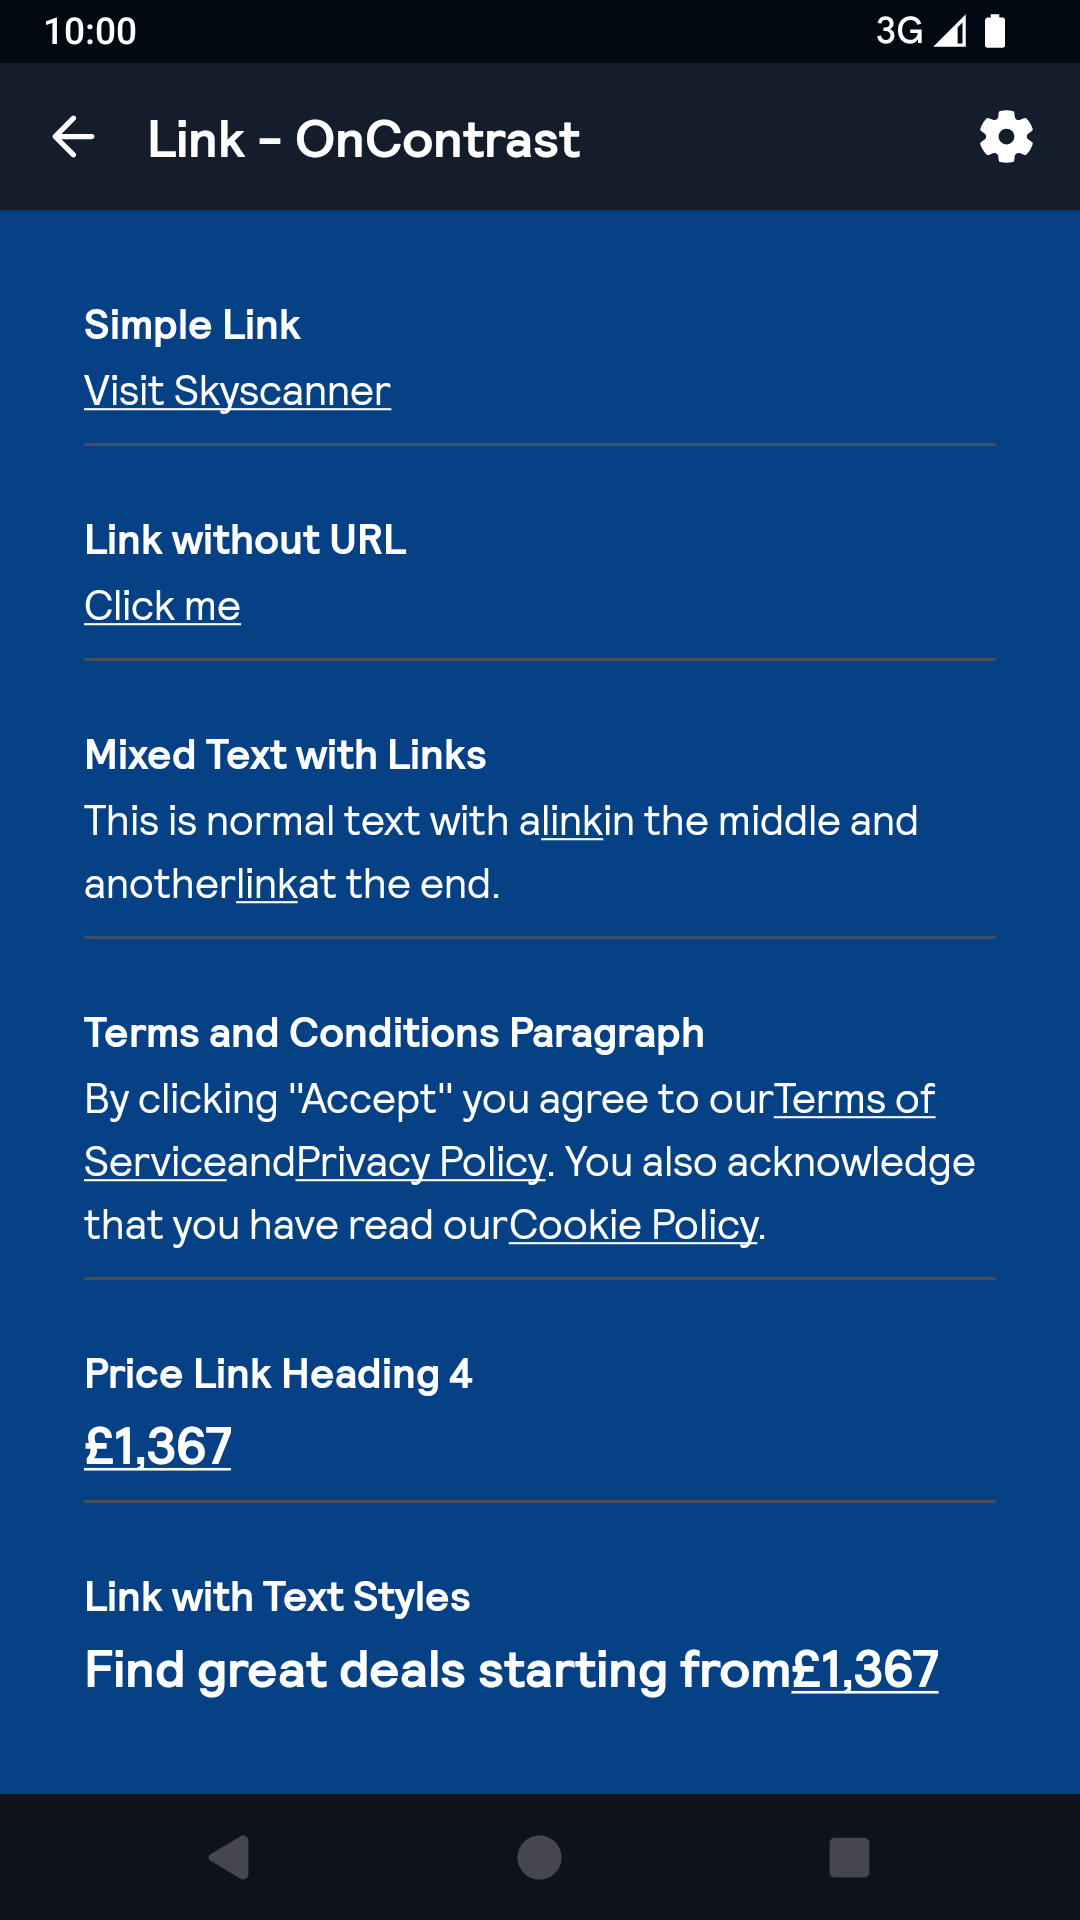 10:00 3G
Link - OnContrast
Simple Link
Visit Skyscanner
Link without URL
Click me
Mixed Text with Links
This is normal text with alinkin the middle and
anotherlinkat the end.
Terms and Conditions Paragraph
By clicking "Accept" you agree to ourTerms of
ServiceandPrivacy Policy. You also acknowledge
that you have read ourCookie Policy.
Price Link Heading 4
£1,367
Link with Text Styles
Find great deals starting from£1,367